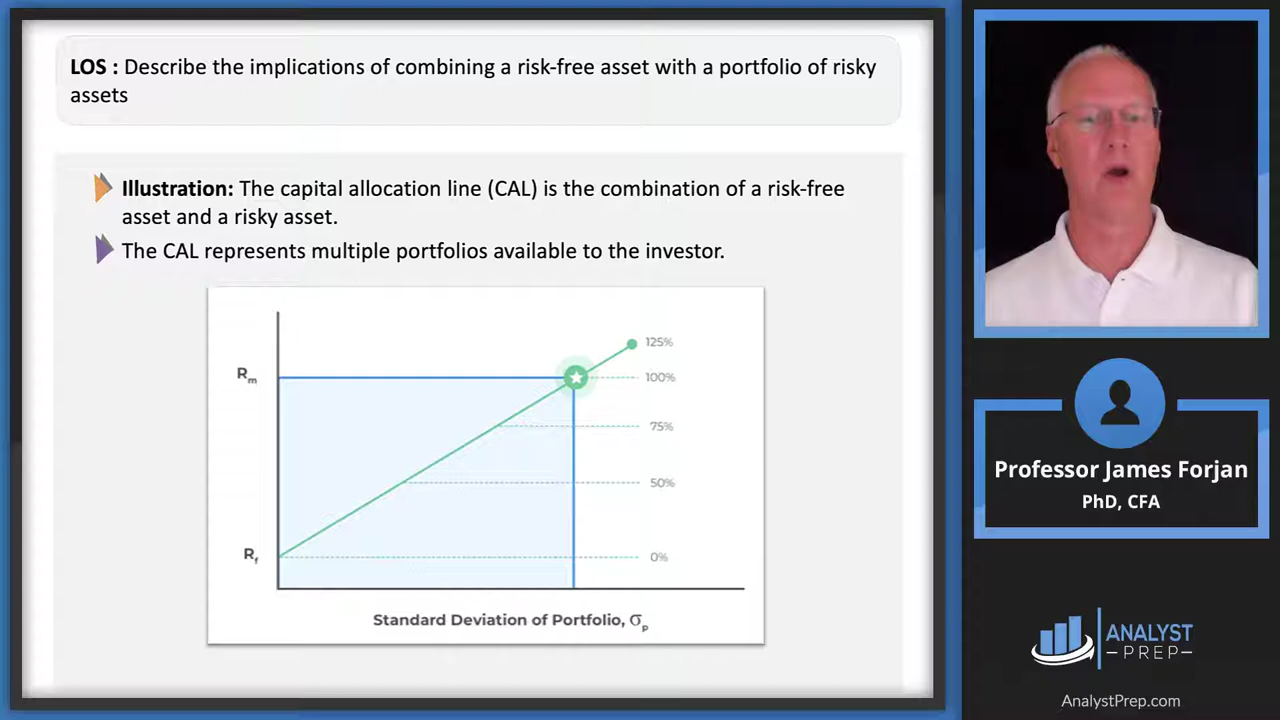 LOS : Describe the implications of combining a risk-free asset with a portfolio of risky
assets
Illustration: The capital allocation line (CAL) is the combination of a risk-free
asset and a risky asset.
The CAL represents multiple portfolios available to the investor.
125%
Rm
100%
75%
50%
Rf
0%
Standard Deviation of Portfolio, σp
Professor James Forjan
PhD, CFA
ANALYST
— PREP —
AnalystPrep.com